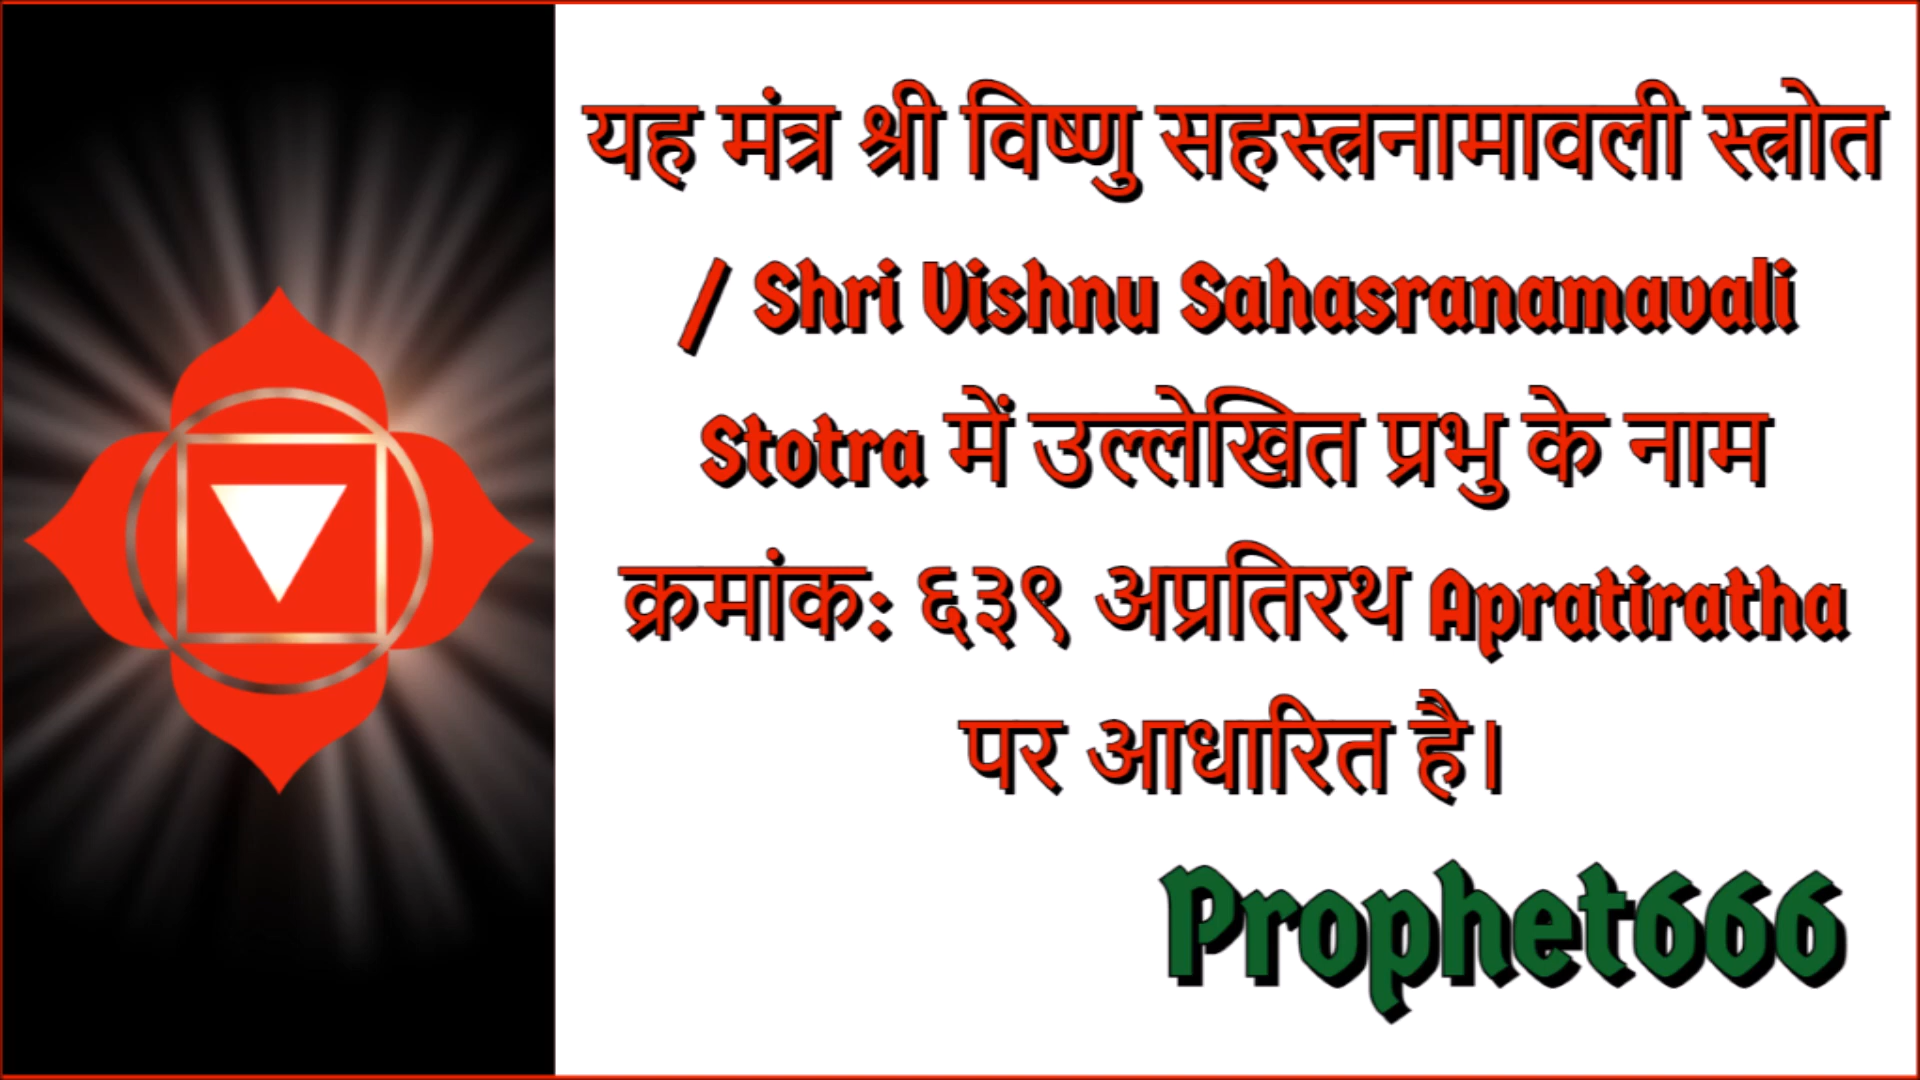 यह मंत्र श्री विष्णु सहस्त्रनामावली स्त्रोत
/ Shri Vishnu Sahasranamavali
Stotra में उल्लेखित प्रभु के नाम
क्रमांक: ६३९ अप्रतिरथ Apratiratha
पर आधारित है।
Prophet666